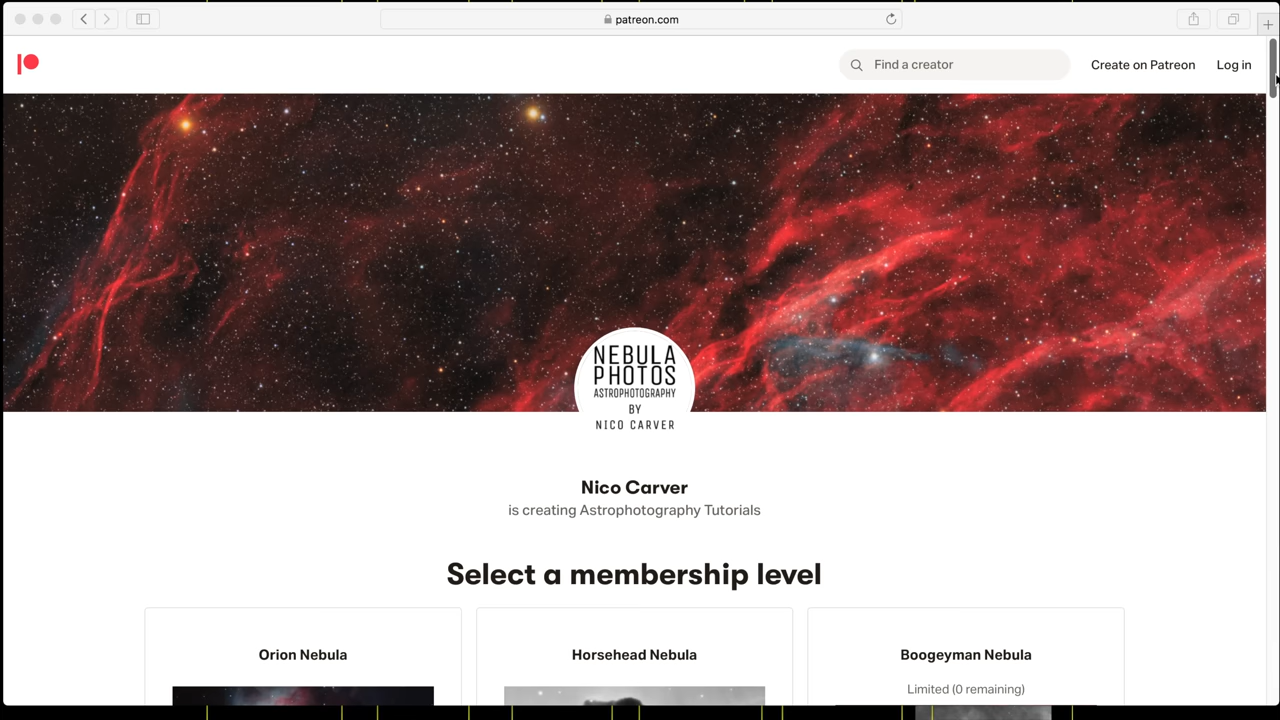 patreon.com
Find a creator
Create on Patreon
Log in
NEBULA
PHOTOS
ASTROPHOTOGRAPHY
BY
NICO CARVER
Nico Carver
is creating Astrophotography Tutorials
Select a membership level
Orion Nebula
Horsehead Nebula
Boogeyman Nebula
Limited (0 remaining)